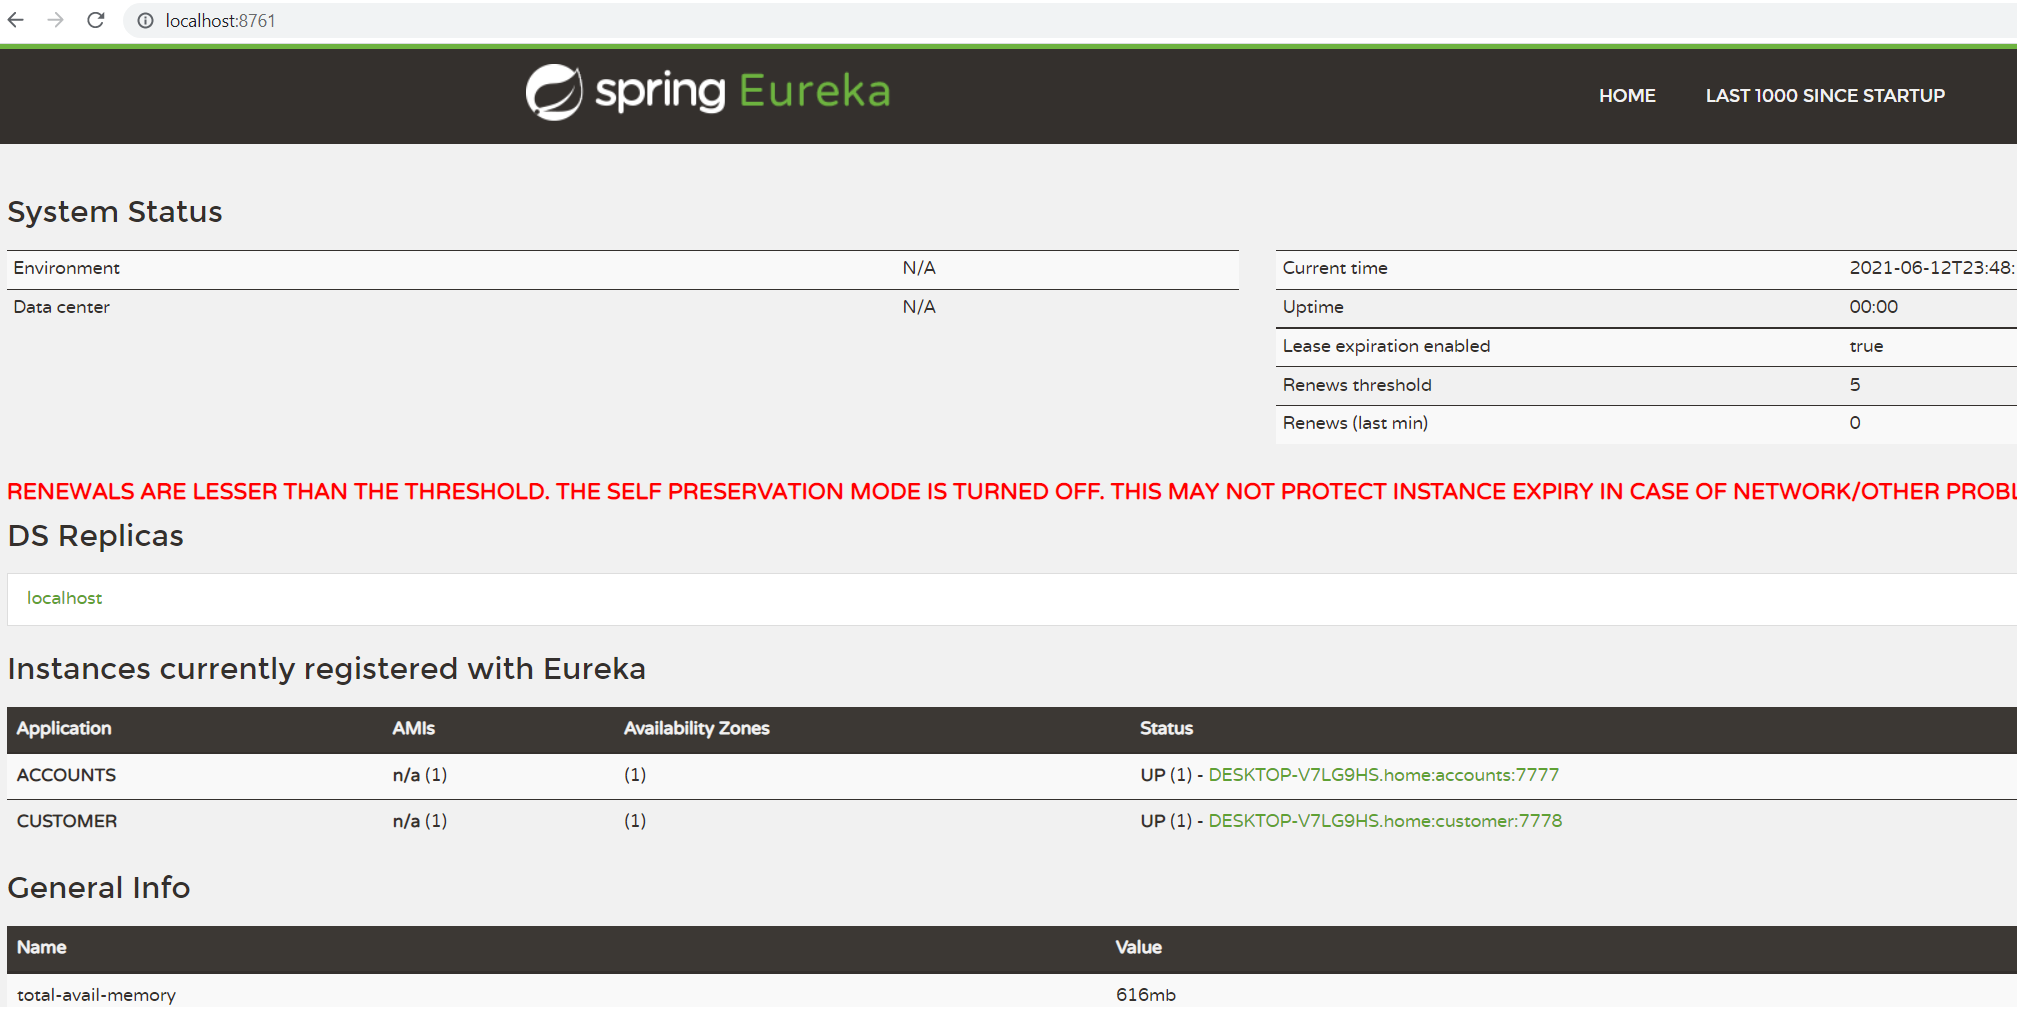 localhost:8761
spring Eureka
HOME LAST 1000 SINCE STARTUP
System Status
Environment N/A
Data center N/A
Current time 2021-06-12T23:48:
Uptime 00:00
Lease expiration enabled true
Renews threshold 5
Renews (last min) 0
RENEWALS ARE LESSER THAN THE THRESHOLD. THE SELF PRESERVATION MODE IS TURNED OFF. THIS MAY NOT PROTECT INSTANCE EXPIRY IN CASE OF NETWORK/OTHER PROBL
DS Replicas
localhost
Instances currently registered with Eureka
Application AMIs Availability Zones Status
ACCOUNTS n/a (1) (1) UP (1) - DESKTOP-V7LG9HS.home:accounts:7777
CUSTOMER n/a (1) (1) UP (1) - DESKTOP-V7LG9HS.home:customer:7778
General Info
Name Value
total-avail-memory 616mb